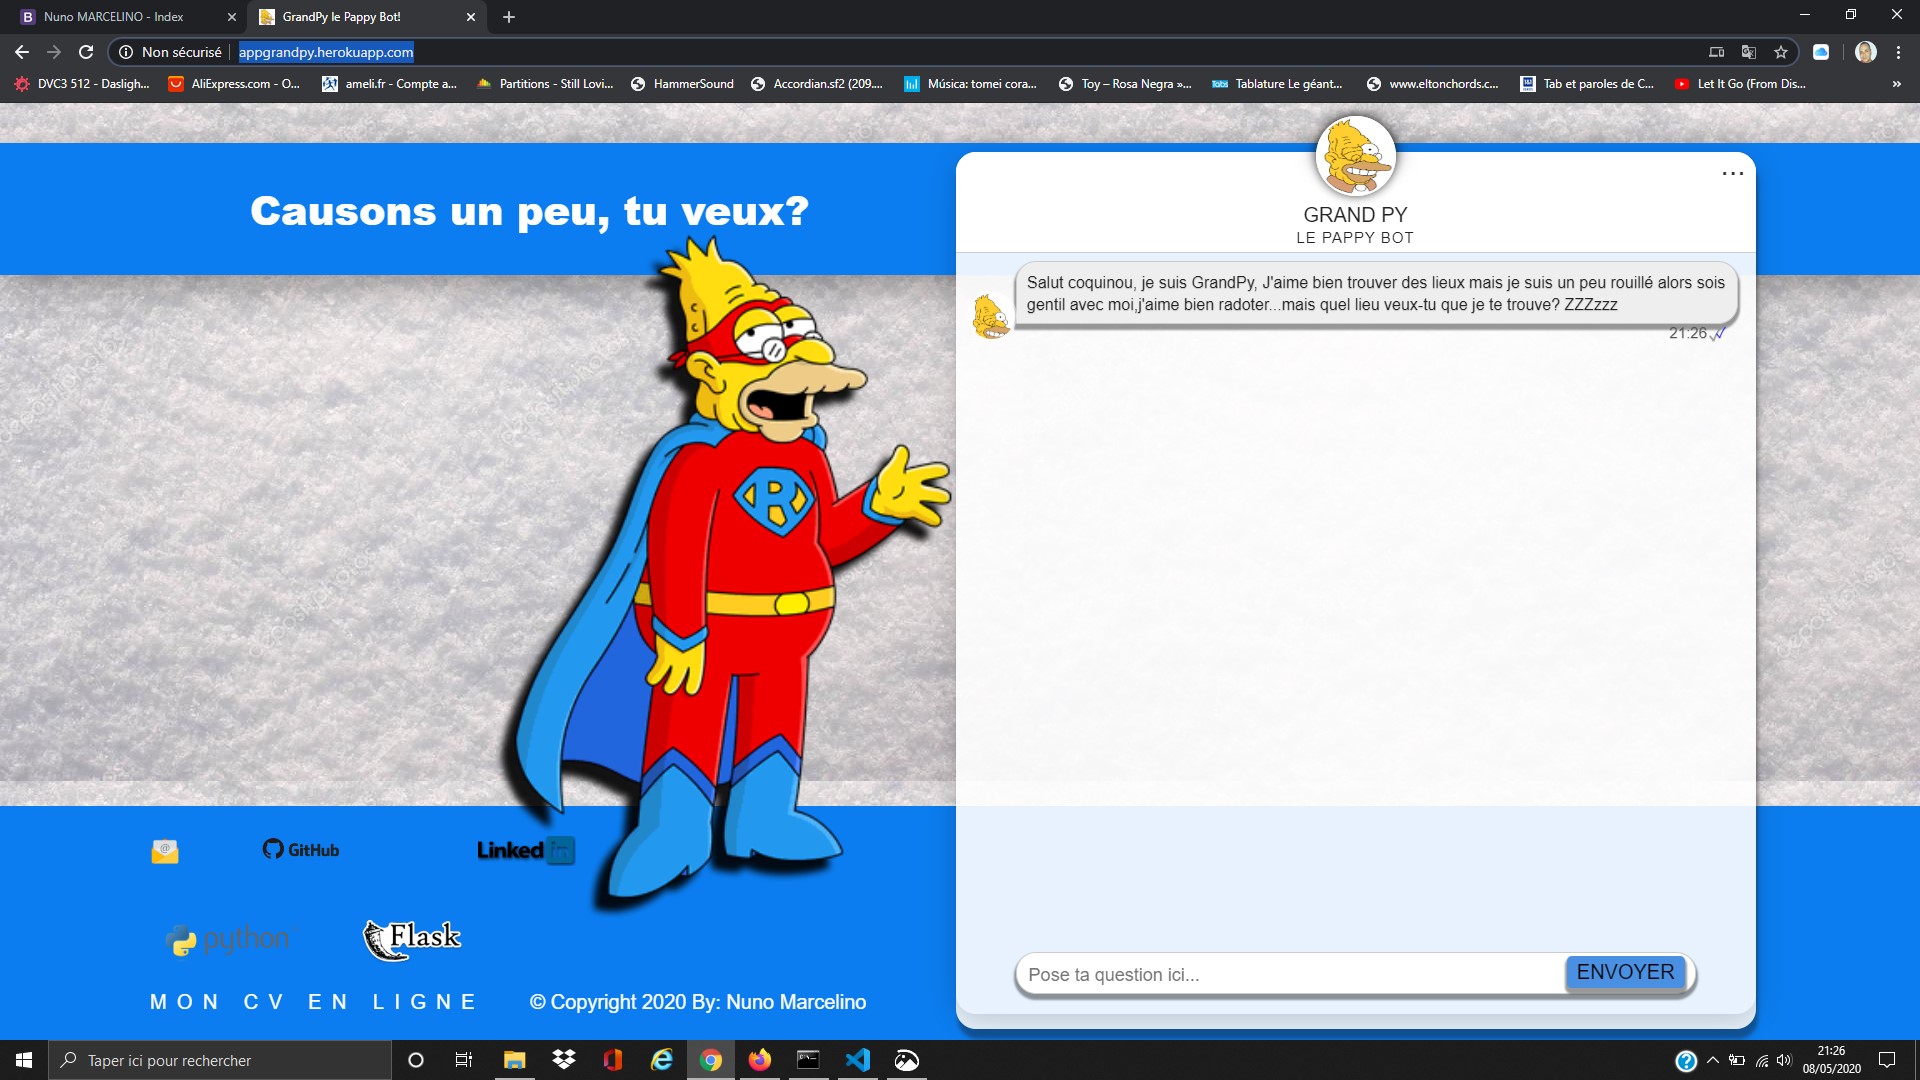 Nuno MARCELINO - Index
GrandPy le Pappy Bot!
Non sécurisé
appgrandpy.herokuapp.com
DVC3 512 - Dasligh...
AliExpress.com - O...
ameli.fr - Compte a...
Partitions - Still Lovi...
HammerSound
Accordian.sf2 (209....
Música: tomei cora...
Toy – Rosa Negra »...
Tablature Le géant...
www.eltonchords.c...
Tab et paroles de C...
Let It Go (From Dis...
»
Causons un peu, tu veux?
...
GRAND PY
LE PAPPY BOT
Salut coquinou, je suis GrandPy, J'aime bien trouver des lieux mais je suis un peu rouillé alors sois
gentil avec moi,j'aime bien radoter...mais quel lieu veux-tu que je te trouve? ZZZzzz
21:26
R
GitHub
Linked in
python
Flask
Pose ta question ici...
ENVOYER
MON CV EN LIGNE
© Copyright 2020 By: Nuno Marcelino
Taper ici pour rechercher
21:26
08/05/2020